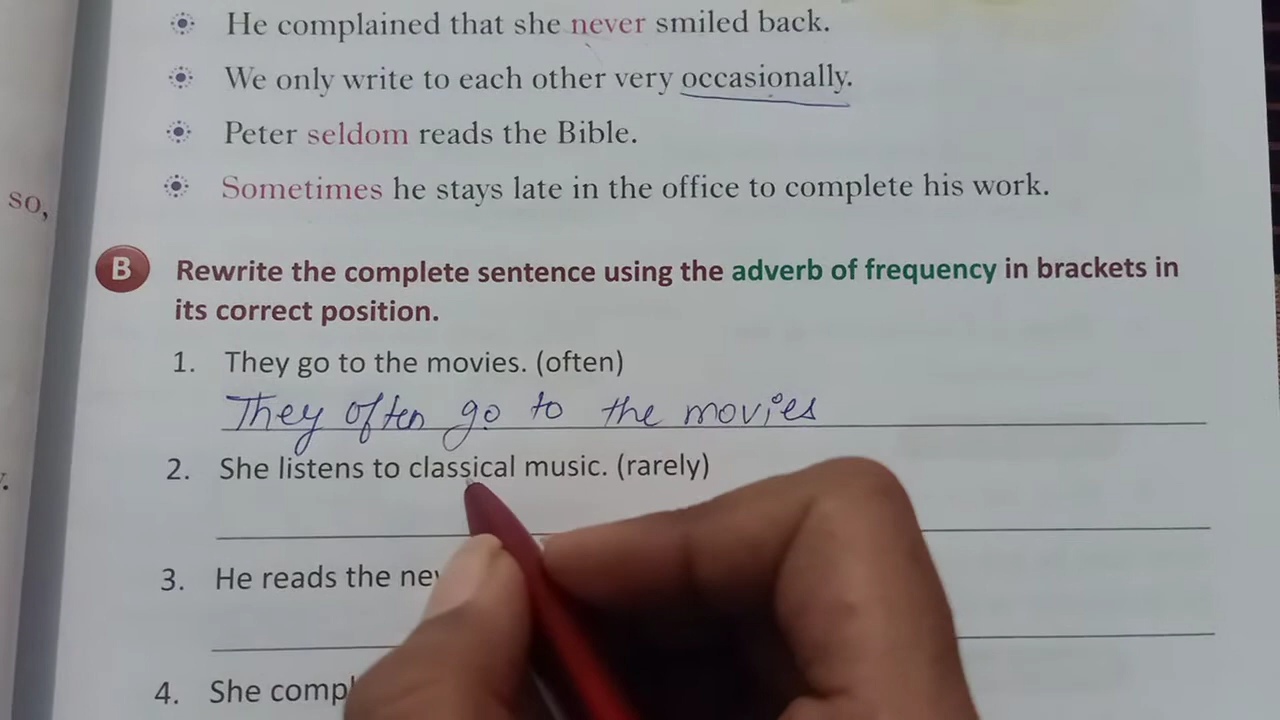 He complained that she never smiled back.
We only write to each other very occasionally.
Peter seldom reads the Bible.
Sometimes he stays late in the office to complete his work.
so,
B Rewrite the complete sentence using the adverb of frequency in brackets in
its correct position.
1. They go to the movies. (often)
They often go to the movies
2. She listens to classical music. (rarely)
3. He reads the
4. She